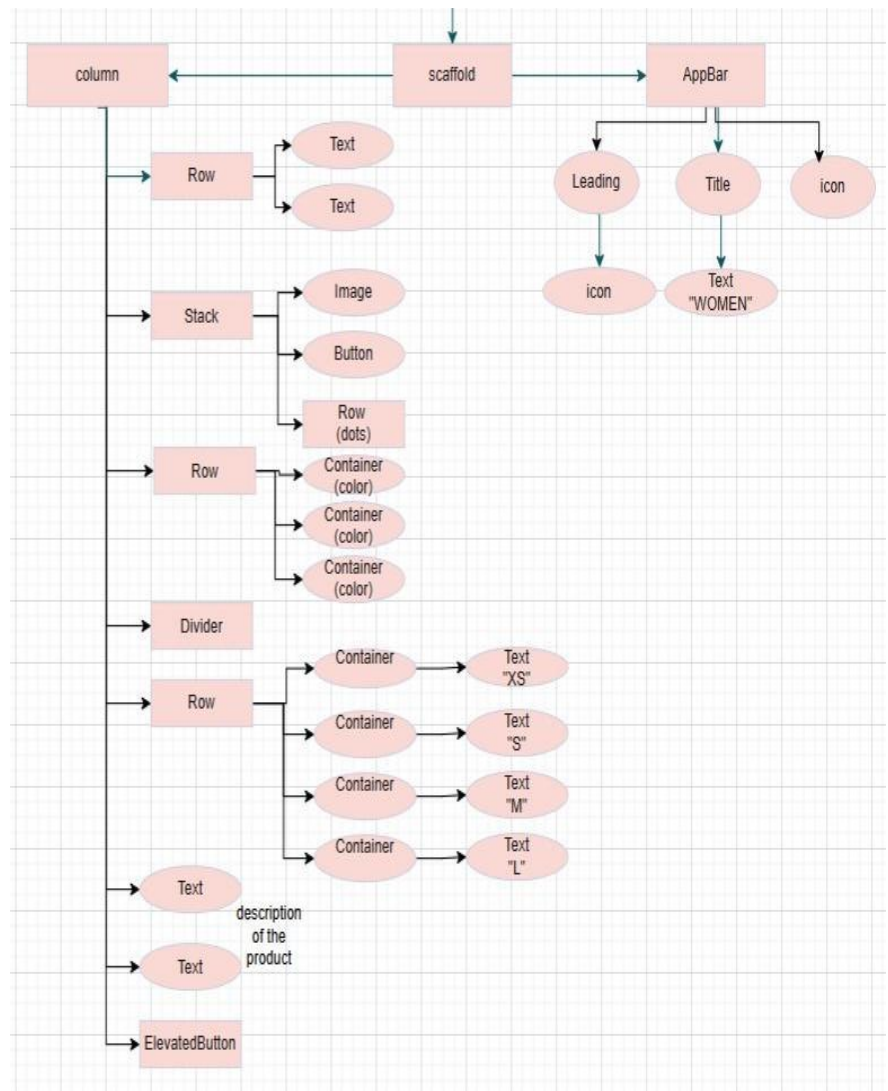 column
scaffold
AppBar
Row
Text
Text
Leading
Title
icon
icon
Text
"WOMEN"
Stack
Image
Button
Row
(dots)
Row
Container
(color)
Container
(color)
Container
(color)
Divider
Row
Container
Text
"XS"
Container
Text
"S"
Container
Text
"M"
Container
Text
"L"
Text
description
of the
product
Text
ElevatedButton